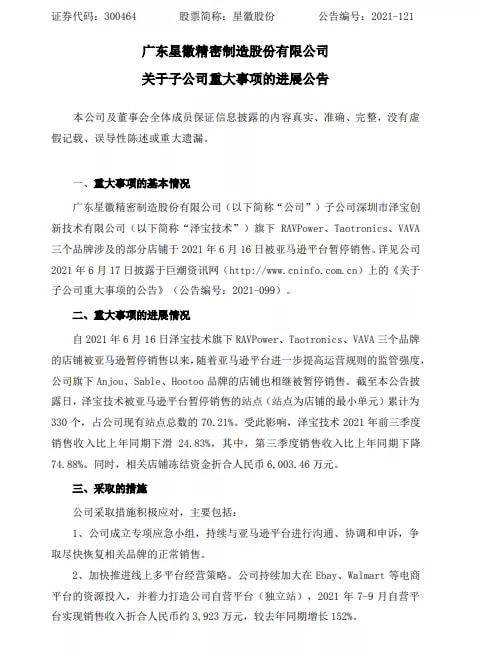 证券代码：300464 股票简称：星徽股份 公告编号：2021-121
广东星徽精密制造股份有限公司
关于子公司重大事项的进展公告
本公司及董事会全体成员保证信息披露的内容真实、准确、完整，没有虚
假记载、误导性陈述或重大遗漏。
一、重大事项的基本情况
广东星徽精密制造股份有限公司（以下简称“公司”）子公司深圳市泽宝创
新技术有限公司（以下简称“泽宝技术”）旗下 RAVPower、Taotronics、VAVA
三个品牌涉及的部分店铺于 2021 年 6 月 16 日被亚马逊平台暂停销售。详见公司
2021 年 6 月 17 日披露于巨潮资讯网（http://www.cninfo.com.cn）上的《关于
子公司重大事项的公告》（公告编号：2021-099）。
二、重大事项的进展情况
自 2021 年 6 月 16 日泽宝技术旗下 RAVPower、Taotronics、VAVA 三个品牌
的店铺被亚马逊暂停销售以来，随着亚马逊平台进一步提高运营规则的监管强度，
公司旗下 Anjou、Sable、Hootoo 品牌的店铺也相继被暂停销售。截至本公告披
露日，泽宝技术被亚马逊平台暂停销售的站点（站点为店铺的最小单元）累计为
330 个，占公司现有站点总数的 70.21%。受此影响，泽宝技术 2021 年前三季度
销售收入比上年同期下滑 24.83%，其中，第三季度销售收入比上年同期下降
74.88%。同时，相关店铺冻结资金折合人民币 6,003.46 万元。
三、采取的措施
公司采取措施积极应对，主要包括：
1、公司成立专项应急小组，持续与亚马逊平台进行沟通、协调和申诉，争
取尽快恢复相关品牌的正常销售。
2、加快推进线上多平台经营策略。公司持续加大在 Ebay、Walmart 等电商
平台的资源投入，并着力打造公司自营平台（独立站），2021 年 7-9 月自营平
台实现销售收入折合人民币约 3,923 万元，较去年同期增长 152%。